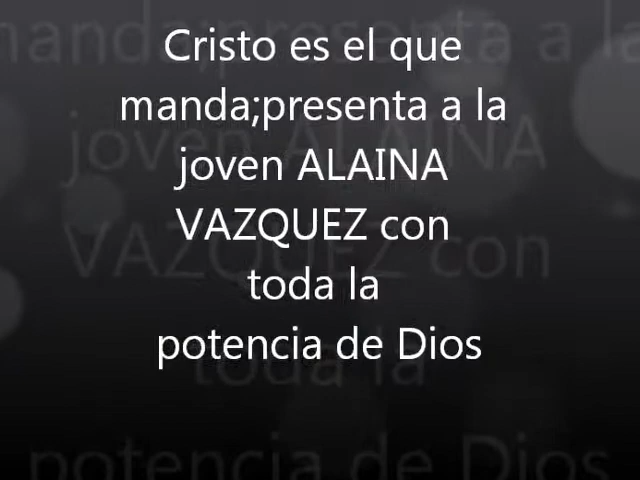 Cristo es el que
manda;presenta a la
joven ALAINA
VAZQUEZ con
toda la
potencia de Dios